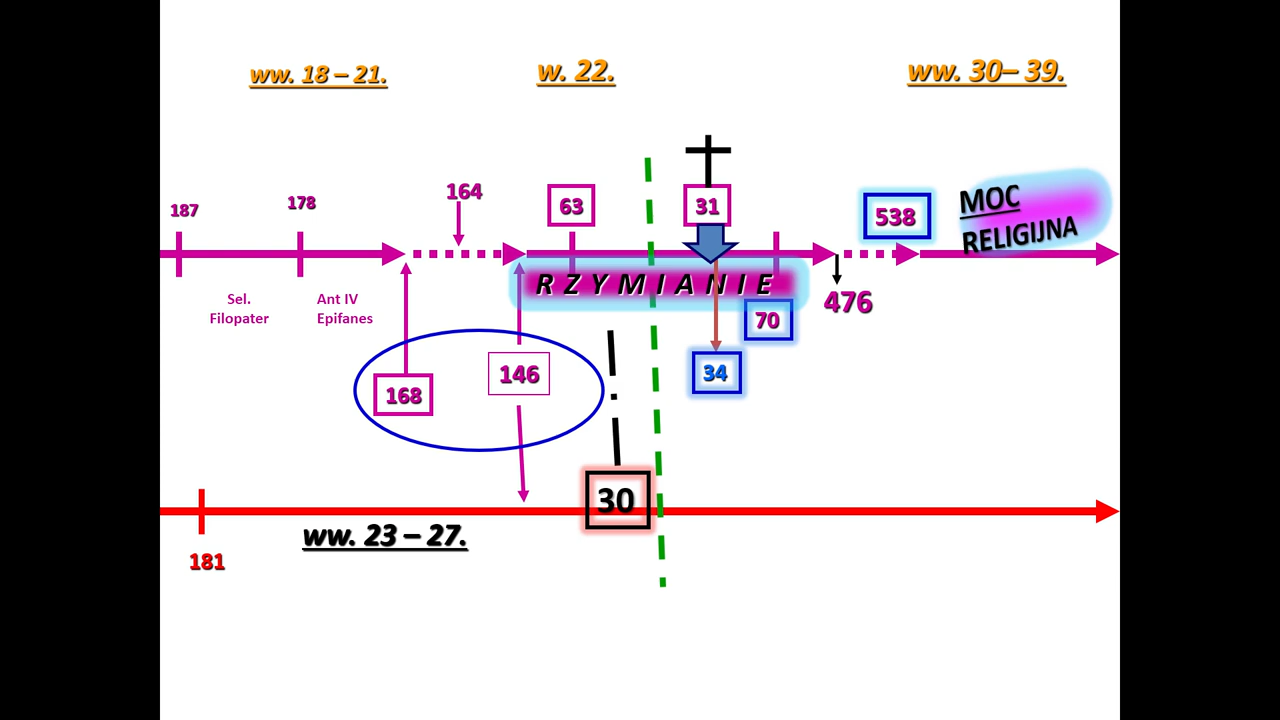 ww. 18 – 21.
w. 22.
ww. 30– 39.
187
178
164
63
31
538
MOC
RELIGIJNA
RZYMIANIE
476
Sel.
Filopater
Ant IV
Epifanes
70
168
146
34
30
ww. 23 – 27.
181